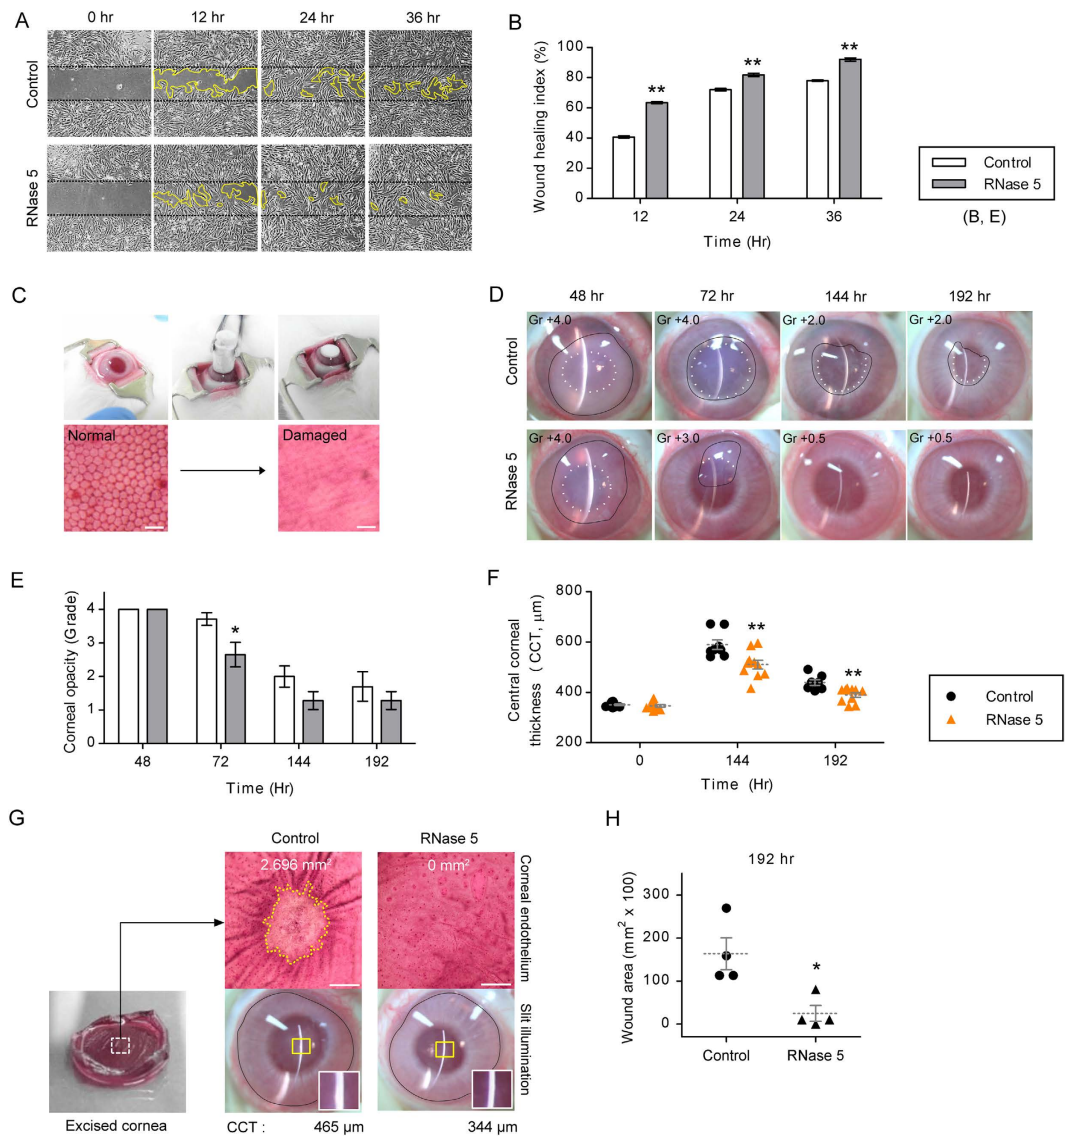 A
0 hr 12 hr 24 hr 36 hr
Control
RNase 5
B
Wound healing index (%)
100
80
60
40
20
0
** ** **
12 24 36
Time (Hr)
Control
RNase 5
(B, E)
C
Normal
Damaged
D
48 hr 72 hr 144 hr 192 hr
Control
Gr +4.0 Gr +4.0 Gr +2.0 Gr +2.0
RNase 5
Gr +4.0 Gr +3.0 Gr +0.5 Gr +0.5
E
Corneal opacity (Grade)
4
3
2
1
0
*
48 72 144 192
Time (Hr)
F
Central corneal
thickness (CCT, μm)
800
600
400
200
** **
0 144 192
Time (Hr)
Control
RNase 5
G
Control RNase 5
2.696 mm² 0 mm²
Corneal endothelium
Slit illumination
Excised cornea
CCT : 465 μm 344 μm
H
192 hr
Wound area (mm² x 100)
300
200
100
0
*
Control RNase 5